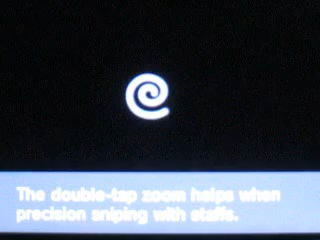 The double-tap zoom helps when
precision sniping with staffs.